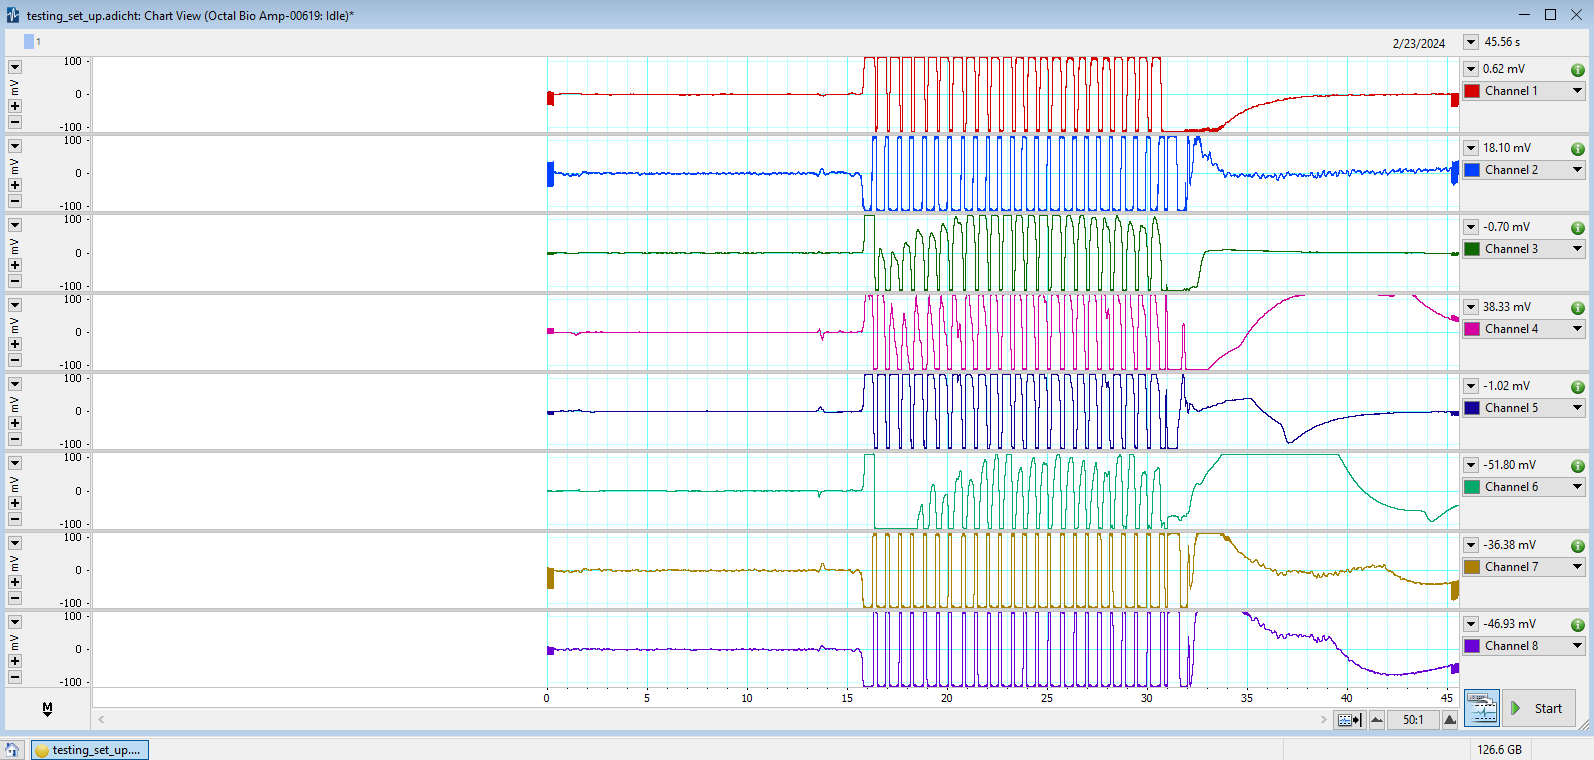 testing_set_up.adicht: Chart View (Octal Bio Amp-00619: Idle)*
1
2/23/2024
45.56 s
100
0
-100
mV
0.62 mV
Channel 1
100
0
-100
mV
18.10 mV
Channel 2
100
0
-100
mV
-0.70 mV
Channel 3
100
0
-100
mV
38.33 mV
Channel 4
100
0
-100
mV
-1.02 mV
Channel 5
100
0
-100
mV
-51.80 mV
Channel 6
100
0
-100
mV
-36.38 mV
Channel 7
100
0
-100
mV
-46.93 mV
Channel 8
0 5 10 15 20 25 30 35 40 45
M
50:1
Start
testing_set_up....
126.6 GB